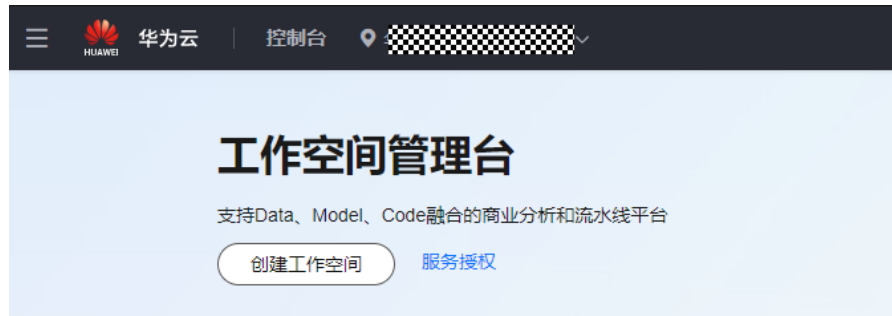 HUAWEI 华为云 控制台
工作空间管理台
支持Data、Model、Code融合的商业分析和流水线平台
创建工作空间 服务授权